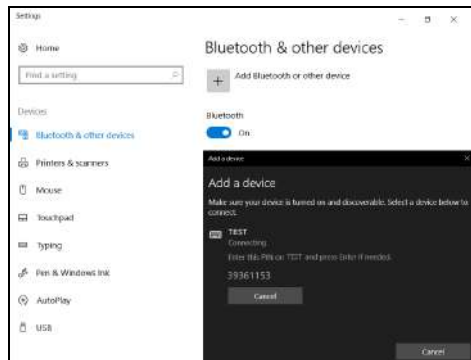 Settings
Home
Find a setting
Devices
Bluetooth & other devices
Printers & scanners
Mouse
Touchpad
Typing
Pen & Windows Ink
AutoPlay
USB
Bluetooth & other devices
Add Bluetooth or other device
Bluetooth
On
Add a device
Add a device
Make sure your device is turned on and discoverable. Select a device below to
connect.
TEST
Connecting
Enter this PIN on TEST and press Enter if needed.
39361153
Cancel
Cancel